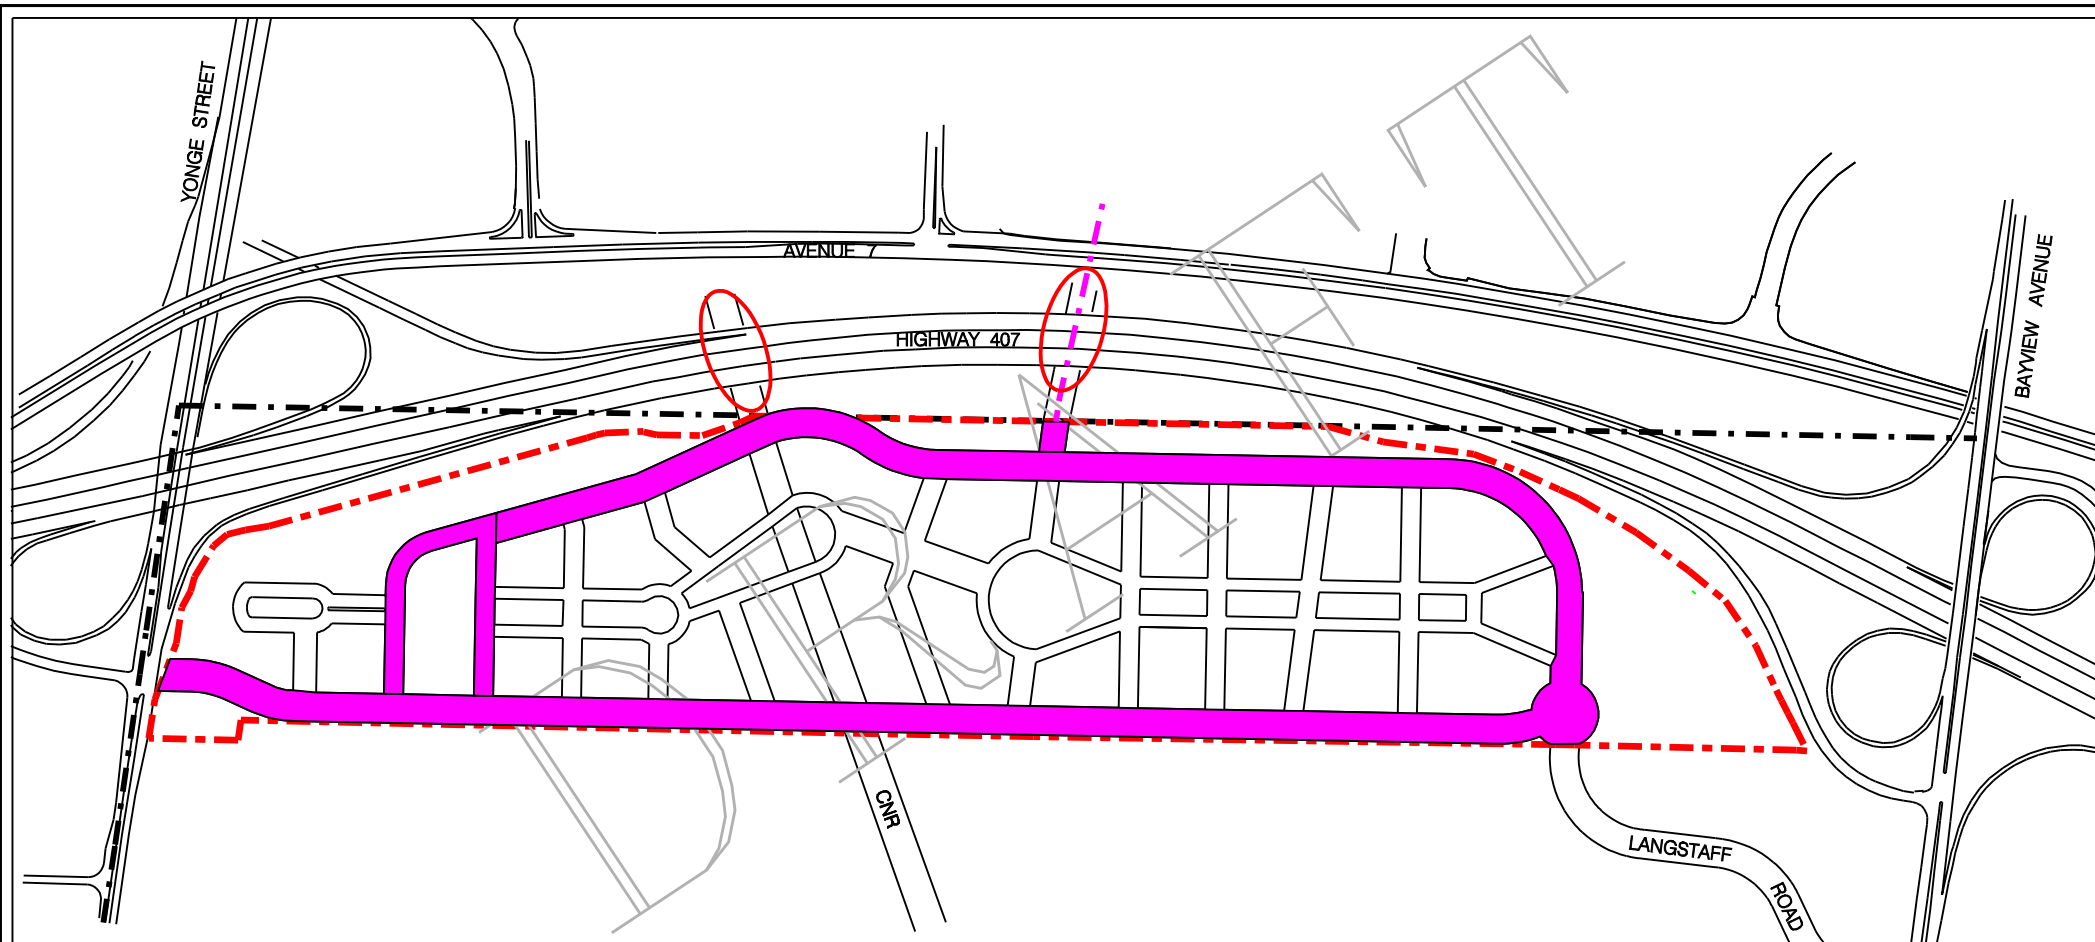 YONGE STREET
AVENUE 7
HIGHWAY 407
BAYVIEW AVENUE
DRAFT
CNR
LANGSTAFF
ROAD